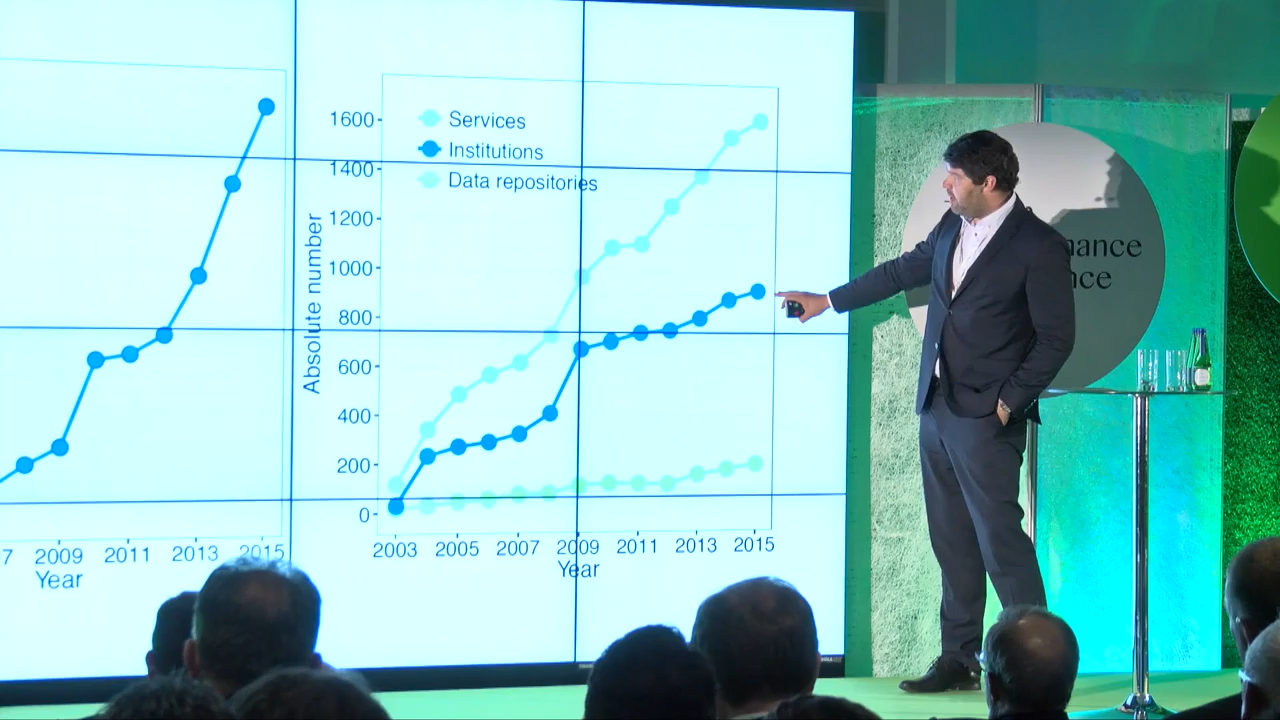 7 2009 2011 2013 2015
Year
Absolute number
1600
1400
1200
1000
800
600
400
200
0
Services
Institutions
Data repositories
2003 2005 2007 2009 2011 2013 2015
Year
nance
nce